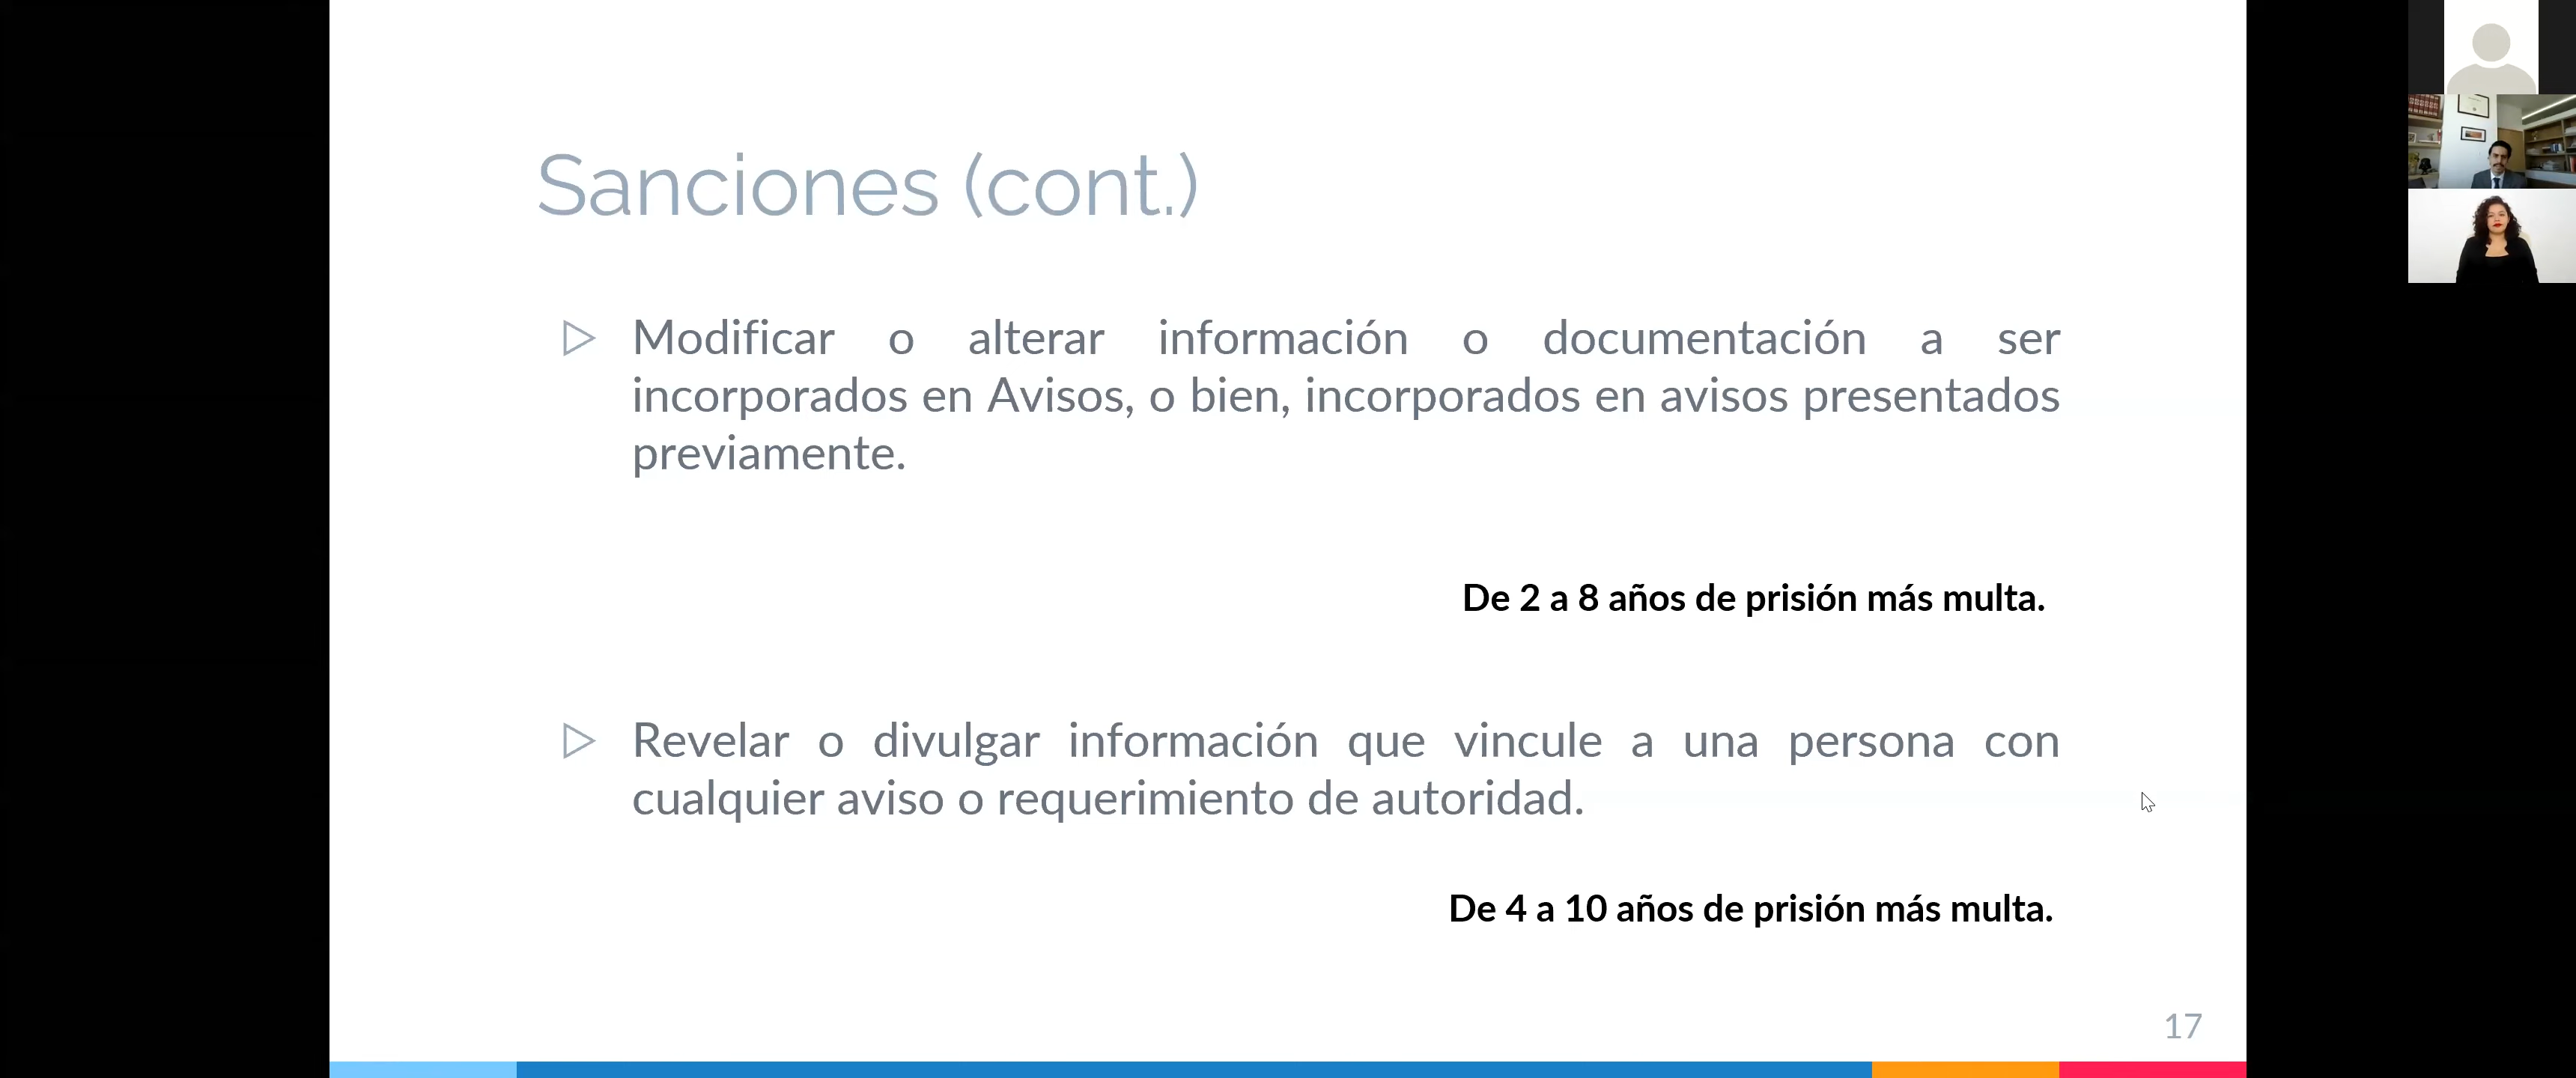 Sanciones (cont.)
Modificar o alterar información o documentación a ser
incorporados en Avisos, o bien, incorporados en avisos presentados
previamente.
De 2 a 8 años de prisión más multa.
Revelar o divulgar información que vincule a una persona con
cualquier aviso o requerimiento de autoridad.
De 4 a 10 años de prisión más multa.
17